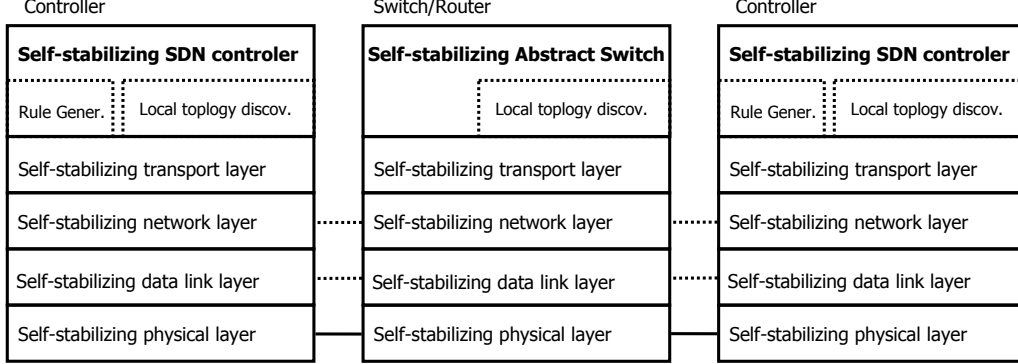 Controller
Switch/Router
Controller
Self-stabilizing SDN controler
Self-stabilizing Abstract Switch
Self-stabilizing SDN controler
Rule Gener.
Local toplogy discov.
Local toplogy discov.
Rule Gener.
Local toplogy discov.
Self-stabilizing transport layer
Self-stabilizing transport layer
Self-stabilizing transport layer
Self-stabilizing network layer
Self-stabilizing network layer
Self-stabilizing network layer
Self-stabilizing data link layer
Self-stabilizing data link layer
Self-stabilizing data link layer
Self-stabilizing physical layer
Self-stabilizing physical layer
Self-stabilizing physical layer